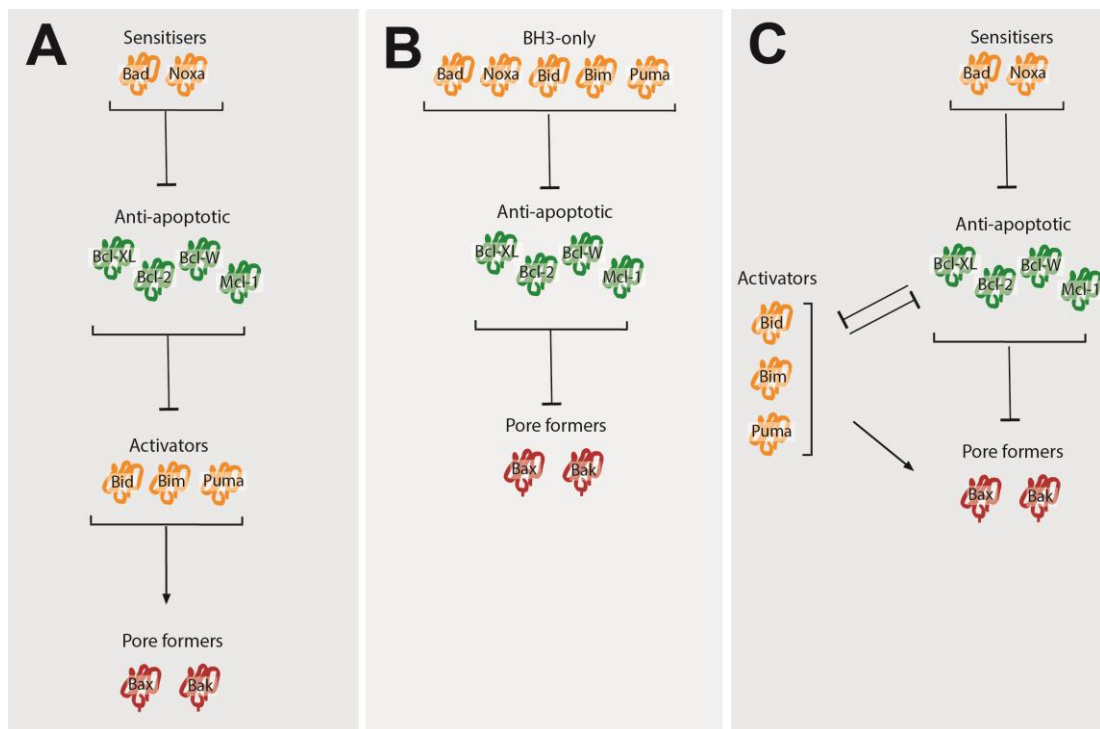 A
Sensitisers
Bad Noxa
Anti-apoptotic
Bcl-XL Bcl-2 Bcl-W Mcl-1
Activators
Bid Bim Puma
Pore formers
Bax Bak
B
BH3-only
Bad Noxa Bid Bim Puma
Anti-apoptotic
Bcl-XL Bcl-2 Bcl-W Mcl-1
Pore formers
Bax Bak
C
Sensitisers
Bad Noxa
Anti-apoptotic
Bcl-XL Bcl-2 Bcl-W Mcl-1
Activators
Bid
Bim
Puma
Pore formers
Bax Bak